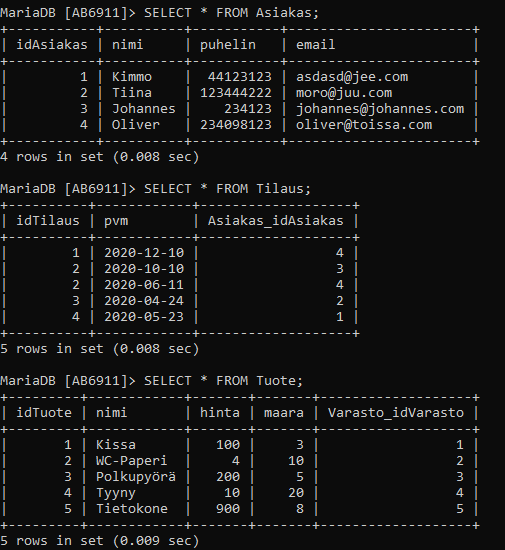 MariaDB [AB6911]> SELECT * FROM Asiakas;
+-----------+----------+-----------+-----------------------+
| idAsiakas | nimi     | puhelin   | email                 |
+-----------+----------+-----------+-----------------------+
|         1 | Kimmo    |  44123123 | asdasd@jee.com        |
|         2 | Tiina    | 123444222 | moro@juu.com          |
|         3 | Johannes |    234123 | johannes@johannes.com |
|         4 | Oliver   | 234098123 | oliver@toissa.com     |
+-----------+----------+-----------+-----------------------+
4 rows in set (0.008 sec)

MariaDB [AB6911]> SELECT * FROM Tilaus;
+----------+------------+-------------------+
| idTilaus | pvm        | Asiakas_idAsiakas |
+----------+------------+-------------------+
|        1 | 2020-12-10 |                 4 |
|        2 | 2020-10-10 |                 3 |
|        2 | 2020-06-11 |                 4 |
|        3 | 2020-04-24 |                 2 |
|        4 | 2020-05-23 |                 1 |
+----------+------------+-------------------+
5 rows in set (0.008 sec)

MariaDB [AB6911]> SELECT * FROM Tuote;
+---------+-----------+-------+-------+-------------------+
| idTuote | nimi      | hinta | maara | Varasto_idVarasto |
+---------+-----------+-------+-------+-------------------+
|       1 | Kissa     |   100 |     3 |                 1 |
|       2 | WC-Paperi |     4 |    10 |                 2 |
|       3 | Polkupyörä |   200 |     5 |                 3 |
|       4 | Tyyny     |    10 |    20 |                 4 |
|       5 | Tietokone |   900 |     8 |                 5 |
+---------+-----------+-------+-------+-------------------+
5 rows in set (0.009 sec)